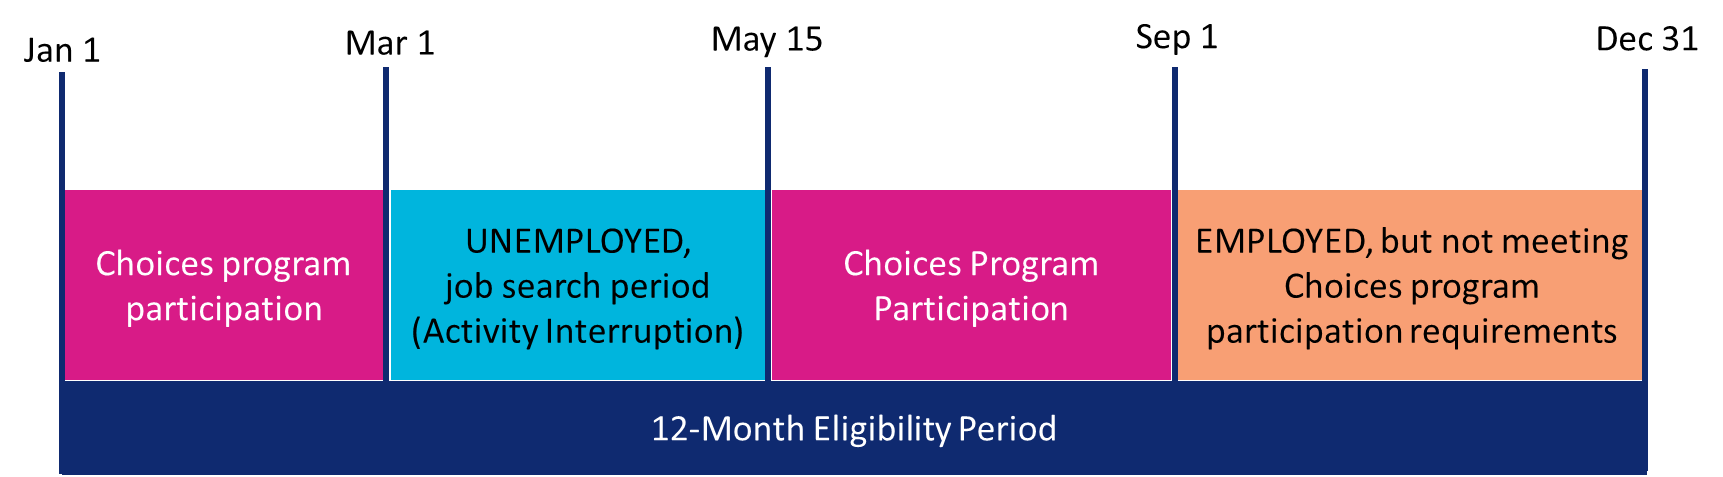 Jan 1
Mar 1
May 15
Sep 1
Dec 31
Choices program
participation
UNEMPLOYED,
job search period
(Activity Interruption)
Choices Program
Participation
EMPLOYED, but not meeting
Choices program
participation requirements
12-Month Eligibility Period